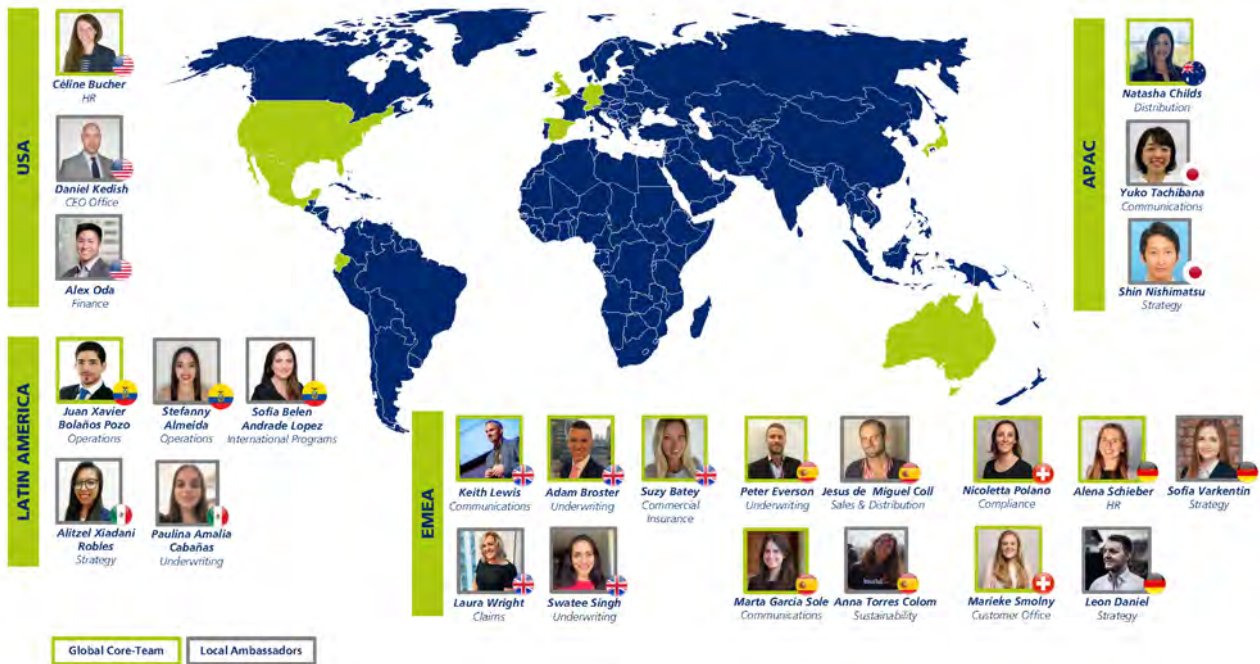 USA
Céline Bucher
HR
Daniel Kedish
CEO Office
Alex Oda
Finance
APAC
Natasha Childs
Distribution
Yuko Tachibana
Communications
Shin Nishimatsu
Strategy
LATIN AMERICA
Juan Xavier
Bolaños Pozo
Operations
Stefanny
Almeida
Operations
Sofia Belen
Andrade Lopez
International Programs
Alitzel Xiadani
Robles
Strategy
Paulina Amalia
Cabañas
Underwriting
EMEA
Keith Lewis
Communications
Adam Broster
Underwriting
Suzy Batey
Commercial
Insurance
Peter Everson
Underwriting
Jesus de Miguel Coll
Sales & Distribution
Nicoletta Polano
Compliance
Alena Schieber
HR
Sofia Varkentin
Strategy
Laura Wright
Claims
Swatee Singh
Underwriting
Marta Garcia Sole
Communications
Anna Torres Colom
Sustainability
Marieke Smolny
Customer Office
Leon Daniel
Strategy
Global Core-Team
Local Ambassadors